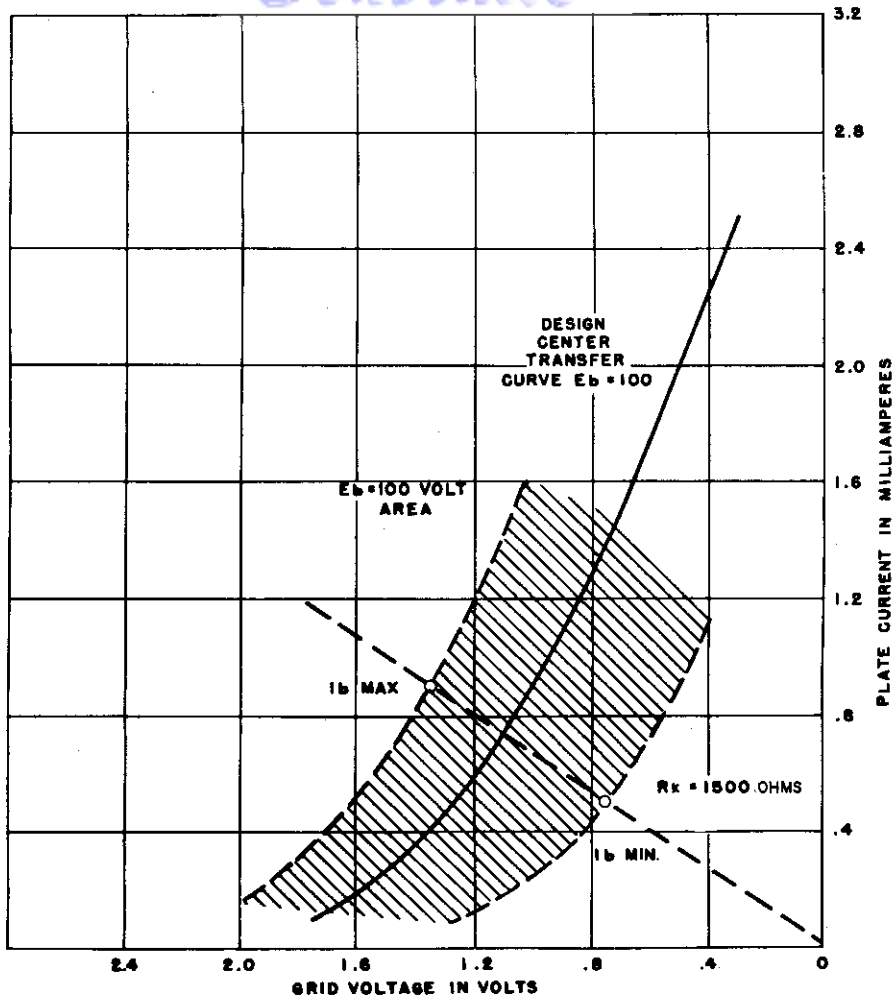 3.2
2.8
2.4
2.0
1.6
1.2
.8
.4
PLATE CURRENT IN MILLIAMPERES
DESIGN
CENTER
TRANSFER
CURVE Eb = 100
Eb = 100 VOLT
AREA
Ib MAX
RK = 1500 OHMS
Ib MIN.
2.4 2.0 1.6 1.2 .8 .4 0
GRID VOLTAGE IN VOLTS